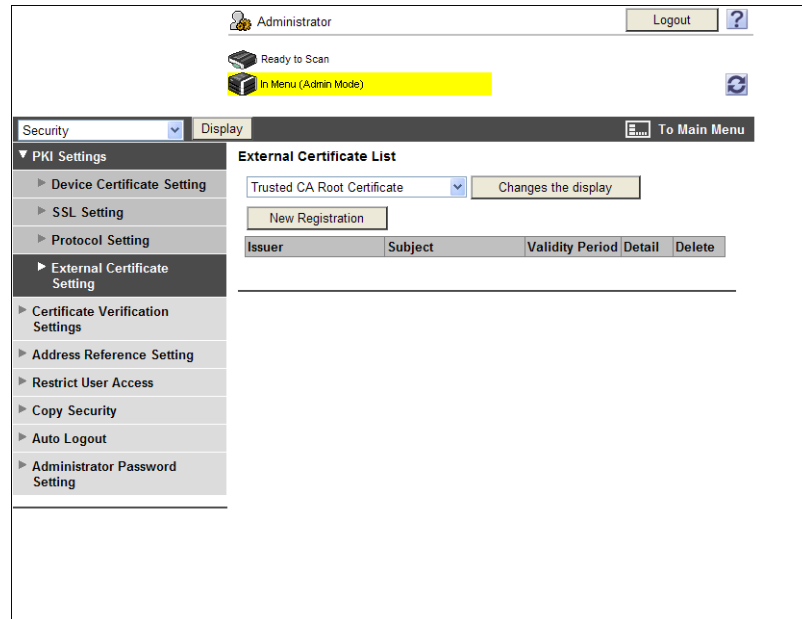 Administrator
Logout
?
Ready to Scan
In Menu (Admin Mode)
Security
Display
To Main Menu
PKI Settings
Device Certificate Setting
SSL Setting
Protocol Setting
External Certificate
Setting
Certificate Verification
Settings
Address Reference Setting
Restrict User Access
Copy Security
Auto Logout
Administrator Password
Setting
External Certificate List
Trusted CA Root Certificate
Changes the display
New Registration
Issuer Subject Validity Period Detail Delete